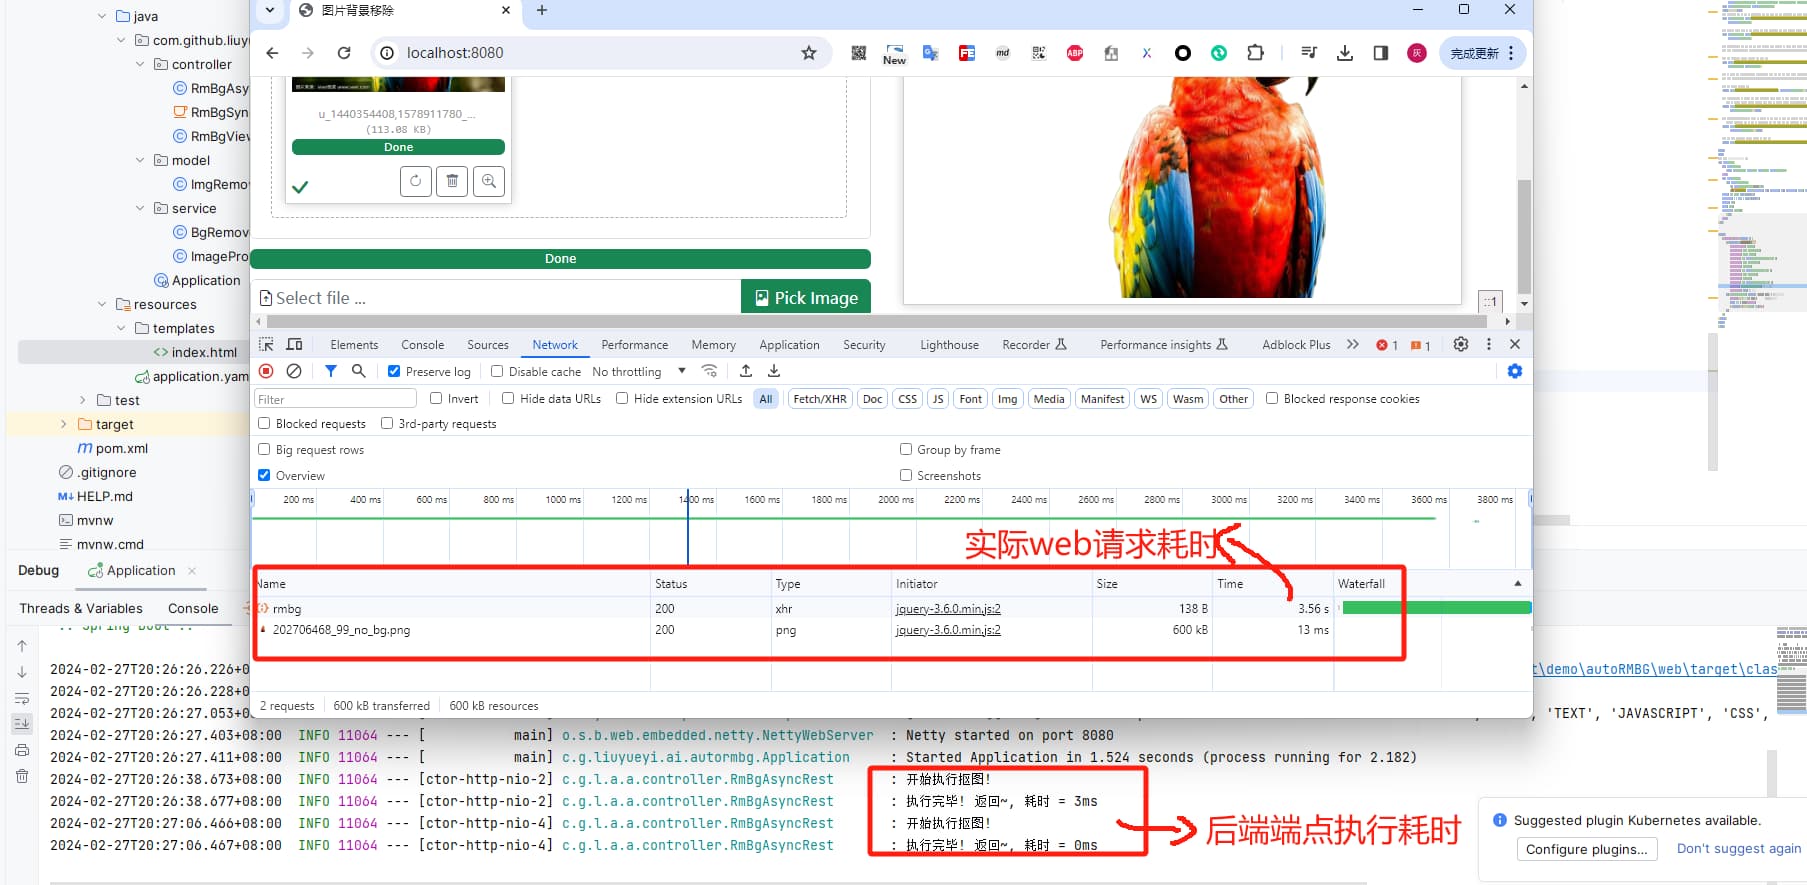 java
com.github.liuy
controller
RmBgAsy
RmBgSyn
RmBgView
model
ImgRemo
service
BgRemov
ImagePro
Application
resources
templates
index.html
application.yam
test
target
pom.xml
.gitignore
M↓ HELP.md
mvnw
mvnw.cmd
图片背景移除
localhost:8080
New
md
ABP
完成更新
u_1440354408,1578911780_...
(113.08 KB)
Done
Done
Select file ...
Pick Image
::1
Elements Console Sources Network Performance Memory Application Security Lighthouse Recorder Performance insights Adblock Plus 1 1
Preserve log Disable cache No throttling
Filter Invert Hide data URLs Hide extension URLs All Fetch/XHR Doc CSS JS Font Img Media Manifest WS Wasm Other Blocked response cookies
Blocked requests 3rd-party requests
Big request rows Group by frame
Overview Screenshots
200 ms 400 ms 600 ms 800 ms 1000 ms 1200 ms 1400 ms 1600 ms 1800 ms 2000 ms 2200 ms 2400 ms 2600 ms 2800 ms 3000 ms 3200 ms 3400 ms 3600 ms 3800 ms
实际web请求耗时
Name Status Type Initiator Size Time Waterfall
rmbg 200 xhr jquery-3.6.0.min.js:2 138 B 3.56 s
202706468_99_no_bg.png 200 png jquery-3.6.0.min.js:2 600 kB 13 ms
2 requests 600 kB transferred 600 kB resources
Debug Application
Threads & Variables Console
:: Spring Boot ::
2024-02-27T20:26:26.226+0 t\demo\autoRMBG\web\target\clas
2024-02-27T20:26:26.228+0
2024-02-27T20:26:27.053+0 , 'TEXT', 'JAVASCRIPT', 'CSS',
2024-02-27T20:26:27.403+08:00 INFO 11064 --- [ main] o.s.b.web.embedded.netty.NettyWebServer : Netty started on port 8080
2024-02-27T20:26:27.411+08:00 INFO 11064 --- [ main] c.g.liuyueyi.ai.autormbg.Application : Started Application in 1.524 seconds (process running for 2.182)
2024-02-27T20:26:38.673+08:00 INFO 11064 --- [ctor-http-nio-2] c.g.l.a.a.controller.RmBgAsyncRest : 开始执行抠图!
2024-02-27T20:26:38.677+08:00 INFO 11064 --- [ctor-http-nio-2] c.g.l.a.a.controller.RmBgAsyncRest : 执行完毕! 返回~, 耗时 = 3ms
2024-02-27T20:27:06.466+08:00 INFO 11064 --- [ctor-http-nio-4] c.g.l.a.a.controller.RmBgAsyncRest : 开始执行抠图!
2024-02-27T20:27:06.467+08:00 INFO 11064 --- [ctor-http-nio-4] c.g.l.a.a.controller.RmBgAsyncRest : 执行完毕! 返回~, 耗时 = 0ms
后端端点执行耗时
Suggested plugin Kubernetes available.
Configure plugins... Don't suggest again